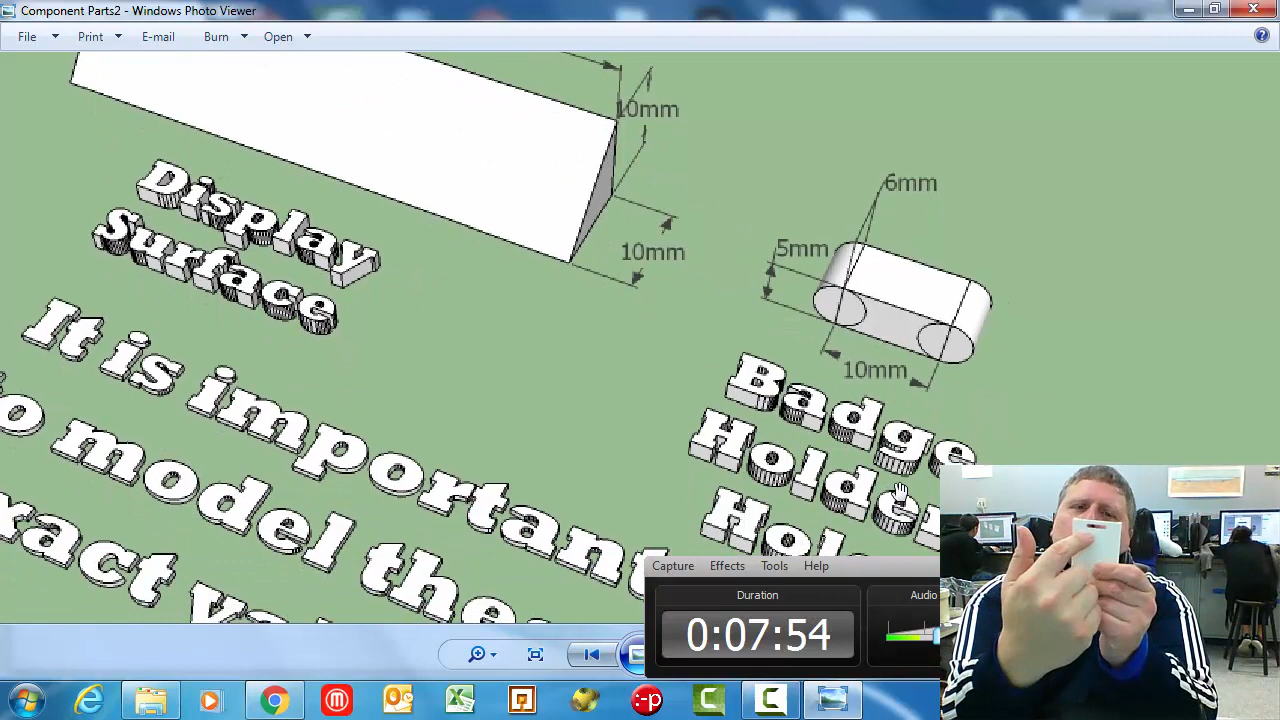 Component Parts2 - Windows Photo Viewer
File Print E-mail Burn Open
10mm
6mm
5mm
10mm
10mm
Display
Surface
It is important
to model the
Badge
Holder
Capture Effects Tools Help
Duration
Audio
0:07:54